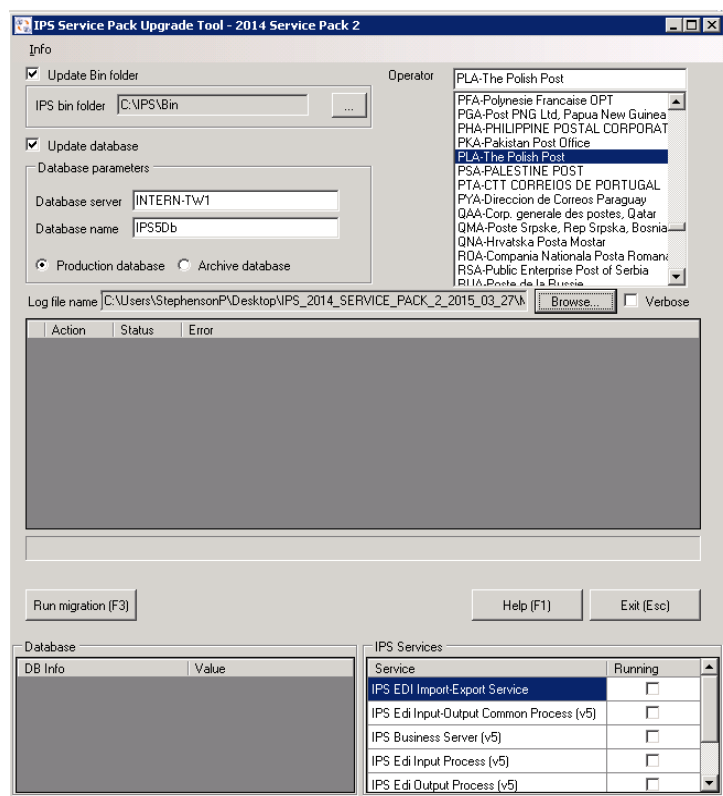 IPS Service Pack Upgrade Tool - 2014 Service Pack 2
Info
Update Bin folder
IPS bin folder C:\IPS\Bin ...
Update database
Database parameters
Database server INTERN-TW1
Database name IPS5Db
Production database Archive database
Operator PLA-The Polish Post
PFA-Polynesie Francaise OPT
PGA-Post PNG Ltd, Papua New Guinea
PHA-PHILIPPINE POSTAL CORPORAT
PKA-Pakistan Post Office
PLA-The Polish Post
PSA-PALESTINE POST
PTA-CTT CORREIOS DE PORTUGAL
PYA-Direccion de Correos Paraguay
QAA-Corp. generale des postes, Qatar
QMA-Poste Srpske, Rep Srpska, Bosnia
QNA-Hrvatska Posta Mostar
ROA-Compania Nationala Posta Romana
RSA-Public Enterprise Post of Serbia
RUA-Poste de la Russie
Log file name C:\Users\StephensonP\Desktop\IPS_2014_SERVICE_PACK_2_2015_03_27\ Browse... Verbose
Action Status Error
Run migration (F3) Help (F1) Exit (Esc)
Database
DB Info Value
IPS Services
Service Running
IPS EDI Import-Export Service
IPS Edi Input-Output Common Process (v5)
IPS Business Server (v5)
IPS Edi Input Process (v5)
IPS Edi Output Process (v5)